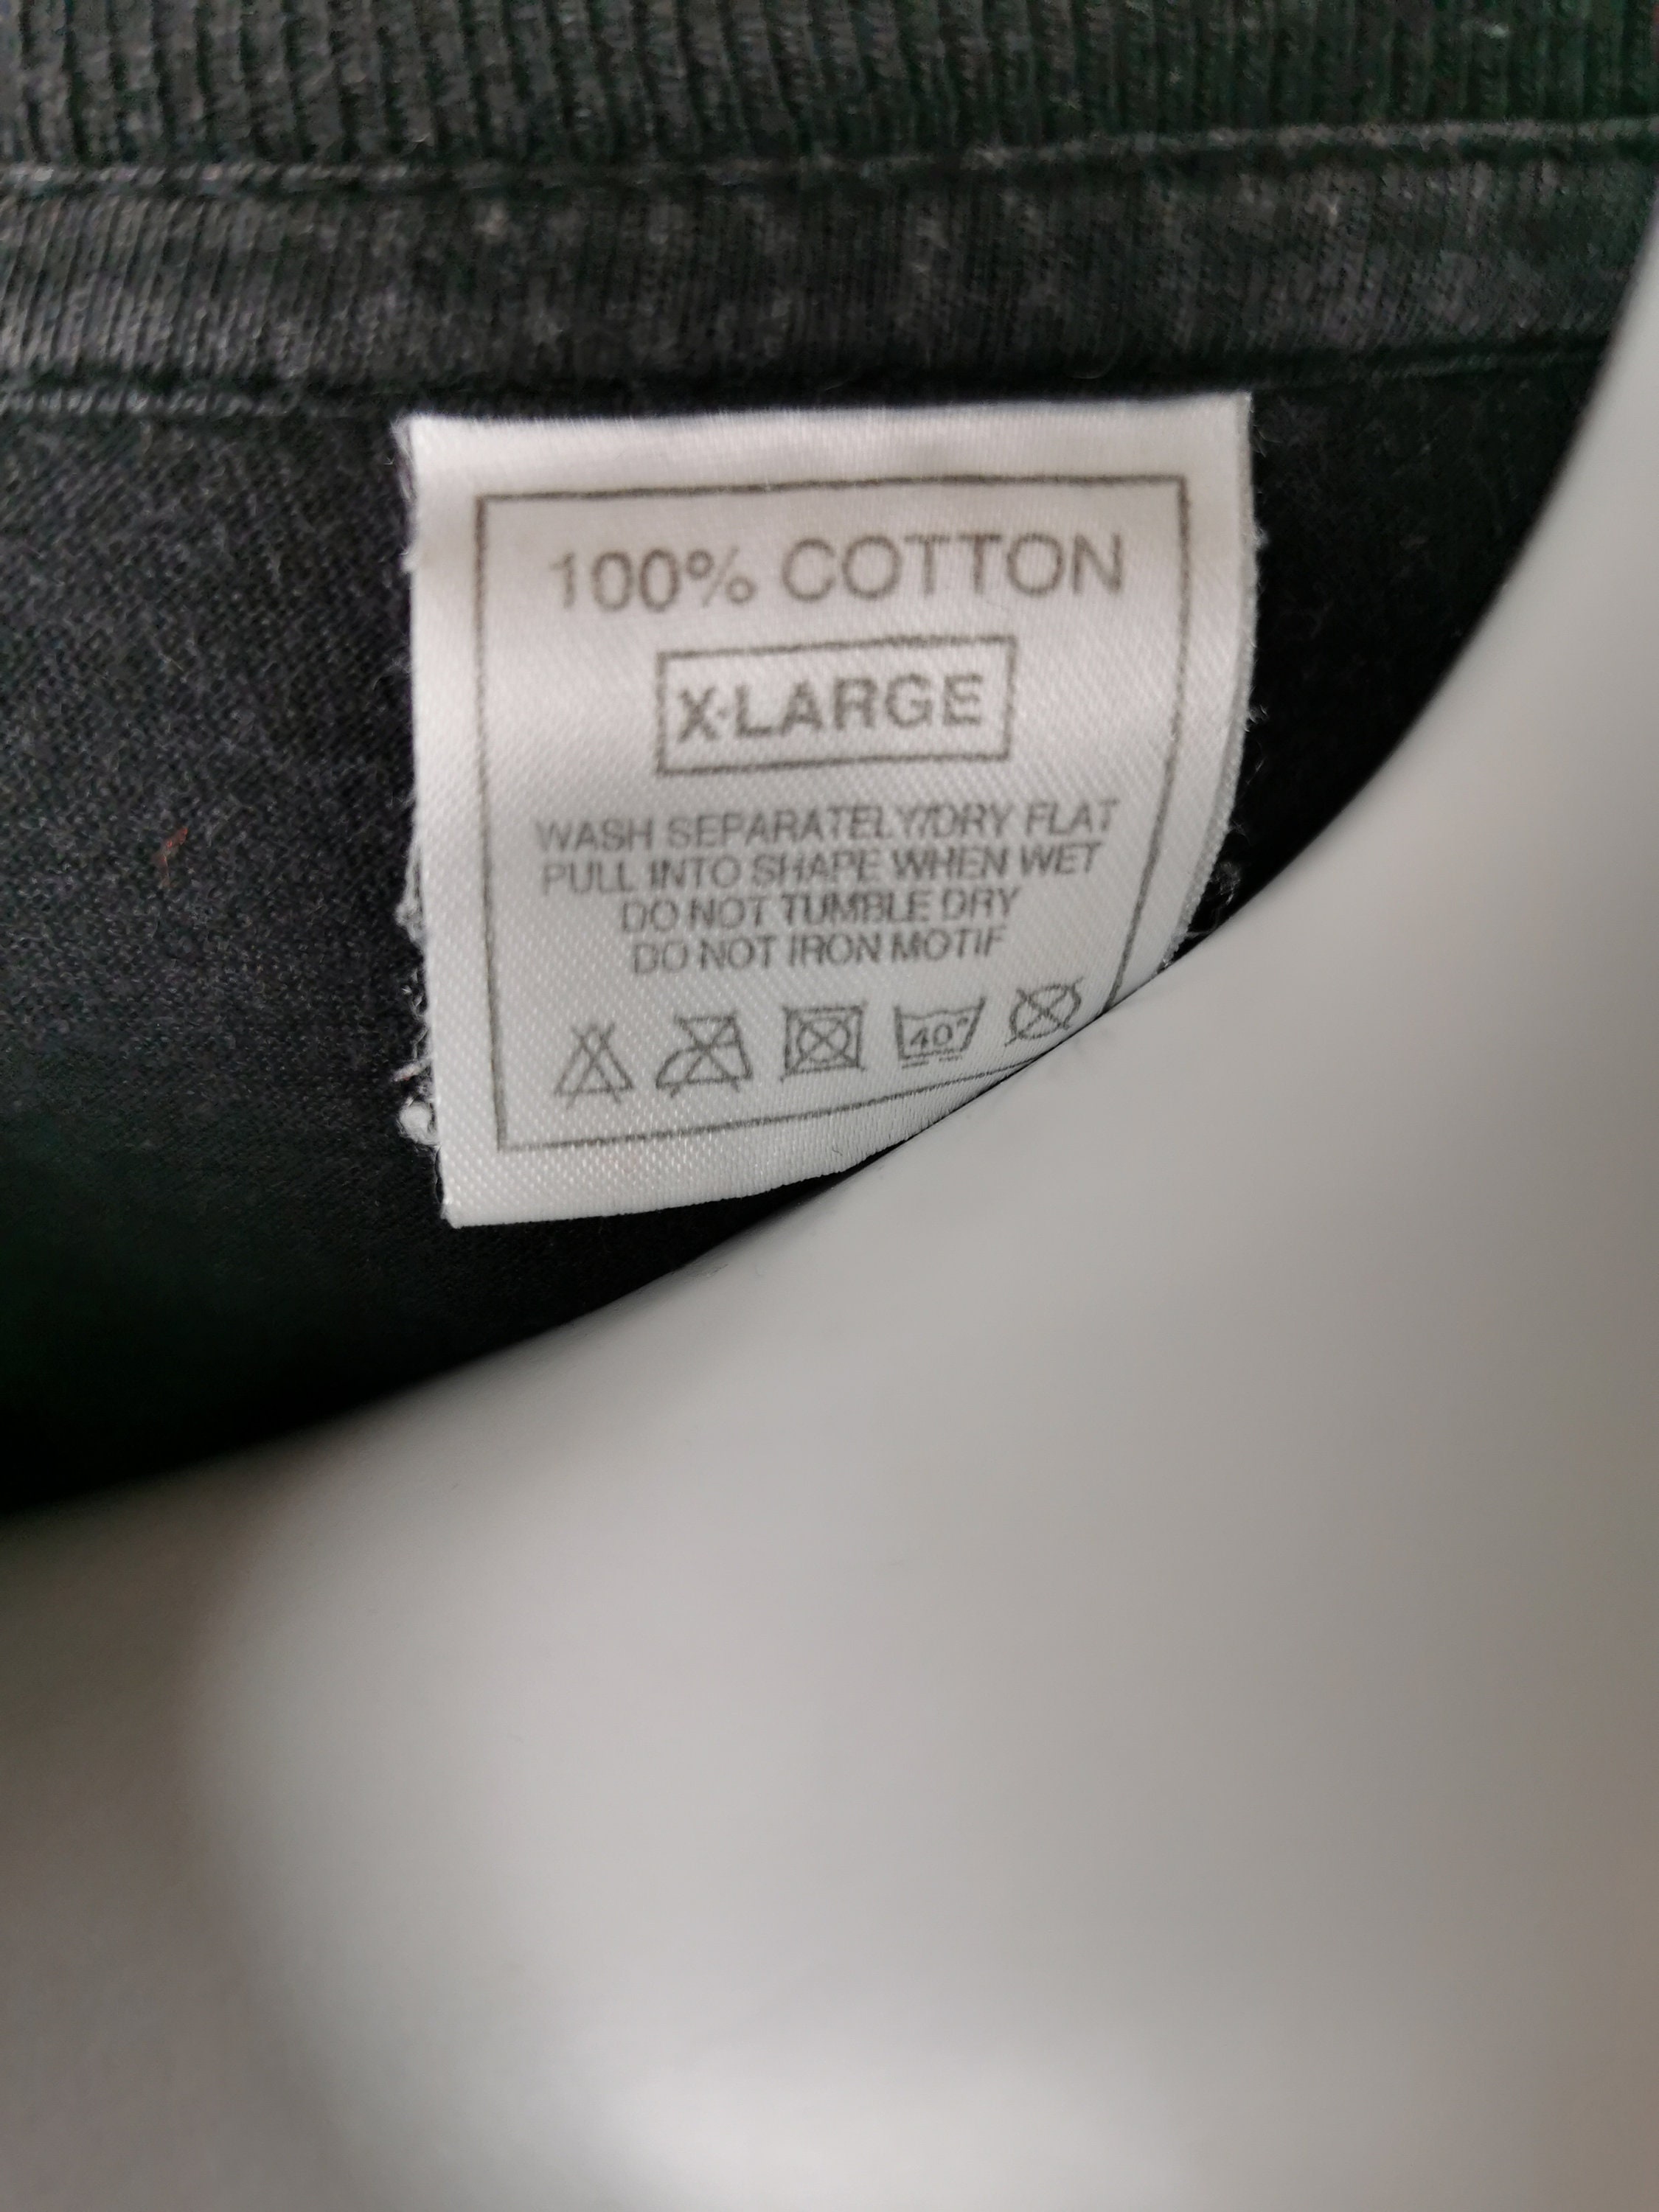 100% COTTON
X-LARGE
WASH SEPARATELY/DRY FLAT
PULL INTO SHAPE WHEN WET
DO NOT TUMBLE DRY
DO NOT IRON MOTIF
40°